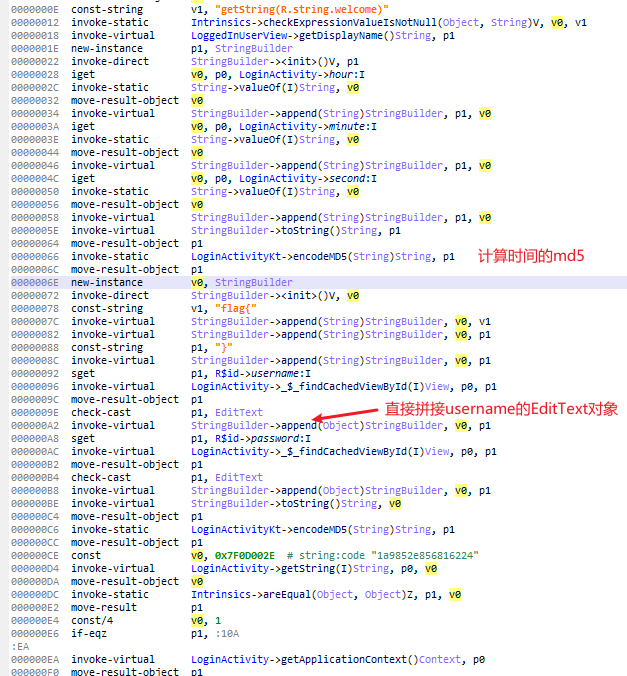 0000000E const-string v1, "getString(R.string.welcome)"
00000012 invoke-static Intrinsics->checkExpressionValueIsNotNull(Object, String)V, v0, v1
00000018 invoke-virtual LoggedInUserView->getDisplayName()String, p1
0000001E new-instance p1, StringBuilder
00000022 invoke-direct StringBuilder-><init>()V, p1
00000028 iget v0, p0, LoginActivity->hour:I
0000002C invoke-static String->valueOf(I)String, v0
00000032 move-result-object v0
00000034 invoke-virtual StringBuilder->append(String)StringBuilder, p1, v0
0000003A iget v0, p0, LoginActivity->minute:I
0000003E invoke-static String->valueOf(I)String, v0
00000044 move-result-object v0
00000046 invoke-virtual StringBuilder->append(String)StringBuilder, p1, v0
0000004C iget v0, p0, LoginActivity->second:I
00000050 invoke-static String->valueOf(I)String, v0
00000056 move-result-object v0
00000058 invoke-virtual StringBuilder->append(String)StringBuilder, p1, v0
0000005E invoke-virtual StringBuilder->toString()String, p1
00000064 move-result-object p1
00000066 invoke-static LoginActivityKt->encodeMD5(String)String, p1 计算时间的md5
0000006C move-result-object p1
0000006E new-instance v0, StringBuilder
00000072 invoke-direct StringBuilder-><init>()V, v0
00000078 const-string v1, "flag{"
0000007C invoke-virtual StringBuilder->append(String)StringBuilder, v0, v1
00000082 invoke-virtual StringBuilder->append(String)StringBuilder, v0, p1
00000088 const-string p1, "}"
0000008C invoke-virtual StringBuilder->append(String)StringBuilder, v0, p1
00000092 sget p1, R$id->username:I
00000096 invoke-virtual LoginActivity->_$_findCachedViewById(I)View, p0, p1
0000009C move-result-object p1
0000009E check-cast p1, EditText 直接拼接username的EditText对象
000000A2 invoke-virtual StringBuilder->append(Object)StringBuilder, v0, p1
000000A8 sget p1, R$id->password:I
000000AC invoke-virtual LoginActivity->_$_findCachedViewById(I)View, p0, p1
000000B2 move-result-object p1
000000B4 check-cast p1, EditText
000000B8 invoke-virtual StringBuilder->append(Object)StringBuilder, v0, p1
000000BE invoke-virtual StringBuilder->toString()String, v0
000000C4 move-result-object p1
000000C6 invoke-static LoginActivityKt->encodeMD5(String)String, p1
000000CC move-result-object p1
000000CE const v0, 0x7F0D002E # string:code "1a9852e856816224"
000000D4 invoke-virtual LoginActivity->getString(I)String, p0, v0
000000DA move-result-object v0
000000DC invoke-static Intrinsics->areEqual(Object, Object)Z, p1, v0
000000E2 move-result p1
000000E4 const/4 v0, 1
000000E6 if-eqz p1, :10A
:EA
000000EA invoke-virtual LoginActivity->getApplicationContext()Context, p0
000000F0 move-result-object p1